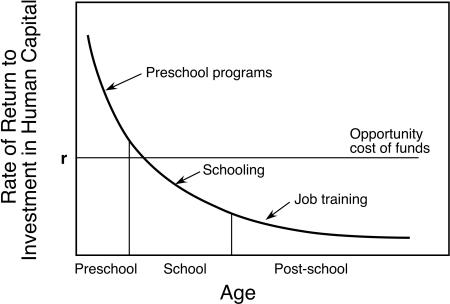 Rate of Return to
Investment in Human Capital
Preschool programs
Opportunity
cost of funds
r
Schooling
Job training
Preschool
School
Post-school
Age